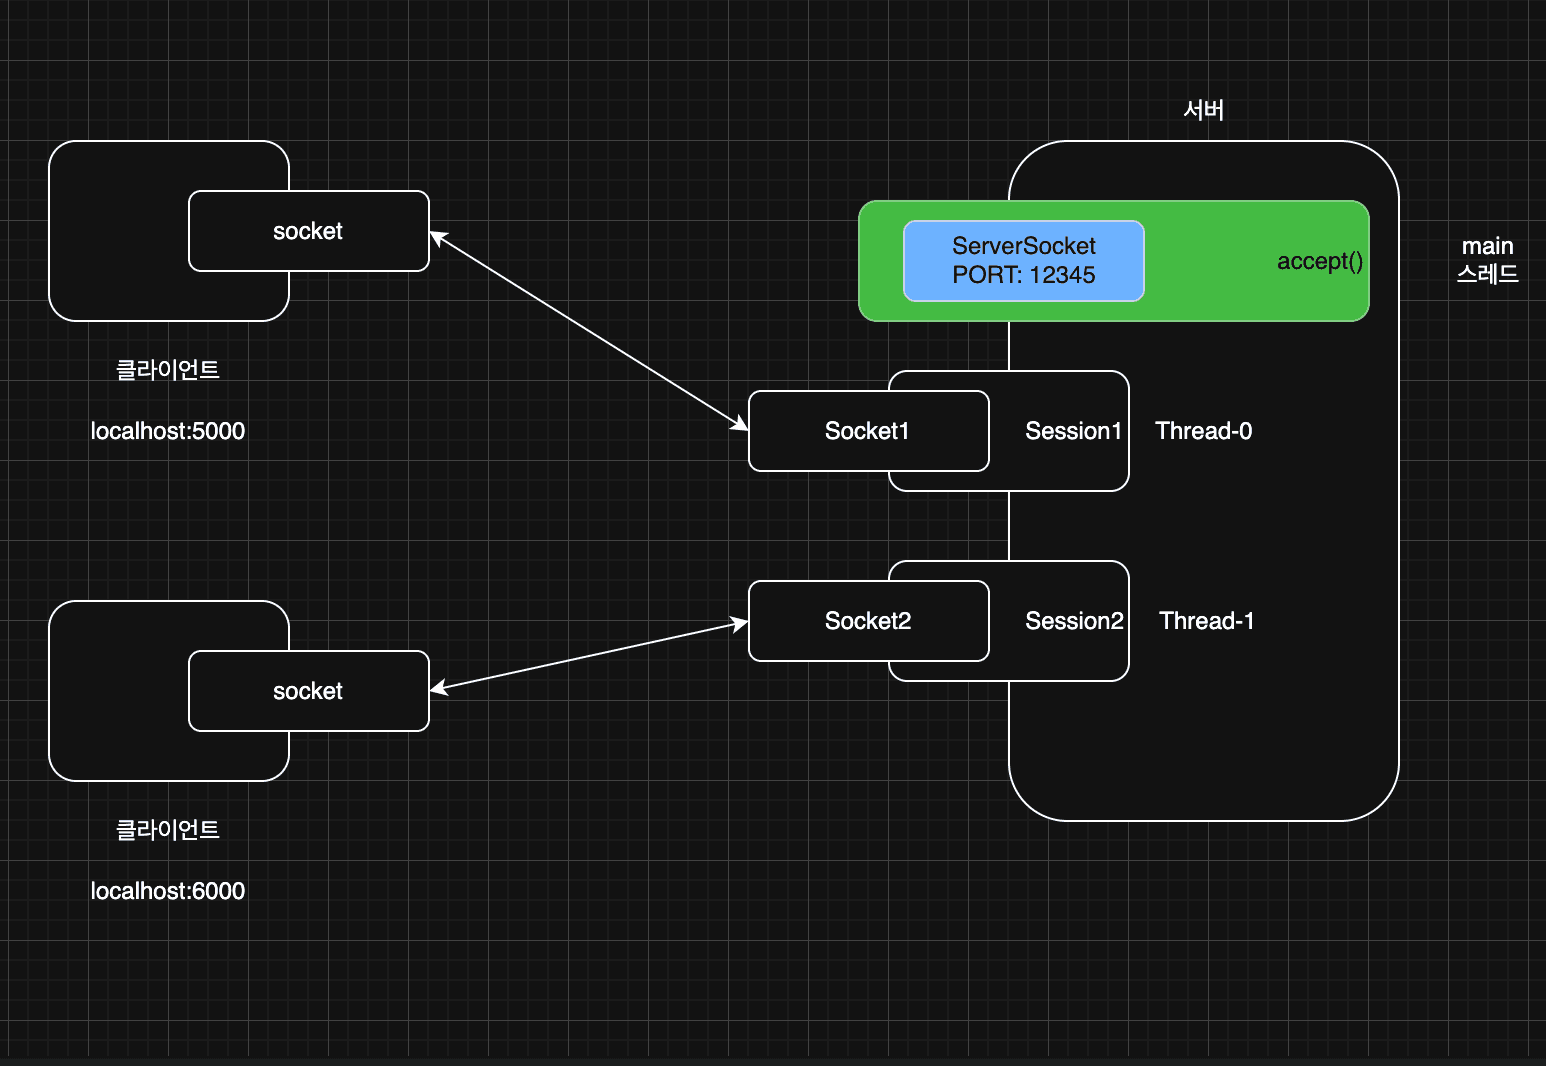 서버
socket
ServerSocket
PORT: 12345
accept()
main
스레드
클라이언트
localhost:5000
Socket1
Session1
Thread-0
Socket2
Session2
Thread-1
socket
클라이언트
localhost:6000